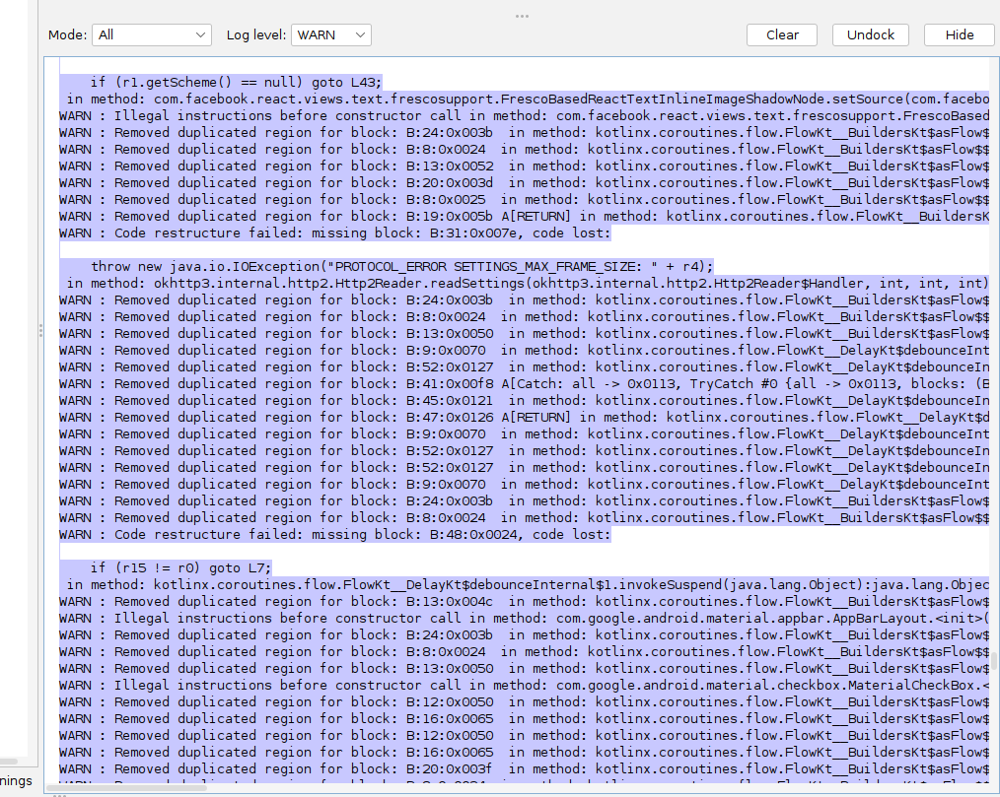 Mode: All Log level: WARN Clear Undock Hide
if (r1.getScheme() == null) goto L43;
in method: com.facebook.react.views.text.frescosupport.FrescoBasedReactTextInlineImageShadowNode.setSource(com.facebo
WARN : Illegal instructions before constructor call in method: com.facebook.react.views.text.frescosupport.FrescoBased
WARN : Removed duplicated region for block: B:24:0x003b  in method: kotlinx.coroutines.flow.FlowKt__BuildersKt$asFlow$
WARN : Removed duplicated region for block: B:8:0x0024  in method: kotlinx.coroutines.flow.FlowKt__BuildersKt$asFlow$$
WARN : Removed duplicated region for block: B:13:0x0052  in method: kotlinx.coroutines.flow.FlowKt__BuildersKt$asFlow$
WARN : Removed duplicated region for block: B:20:0x003d  in method: kotlinx.coroutines.flow.FlowKt__BuildersKt$asFlow$
WARN : Removed duplicated region for block: B:8:0x0025  in method: kotlinx.coroutines.flow.FlowKt__BuildersKt$asFlow$$
WARN : Removed duplicated region for block: B:19:0x005b A[RETURN] in method: kotlinx.coroutines.flow.FlowKt__BuildersK
WARN : Code restructure failed: missing block: B:31:0x007e, code lost:
throw new java.io.IOException("PROTOCOL_ERROR SETTINGS_MAX_FRAME_SIZE: " + r4);
in method: okhttp3.internal.http2.Http2Reader.readSettings(okhttp3.internal.http2.Http2Reader$Handler, int, int, int)
WARN : Removed duplicated region for block: B:24:0x003b  in method: kotlinx.coroutines.flow.FlowKt__BuildersKt$asFlow$
WARN : Removed duplicated region for block: B:8:0x0024  in method: kotlinx.coroutines.flow.FlowKt__BuildersKt$asFlow$$
WARN : Removed duplicated region for block: B:13:0x0050  in method: kotlinx.coroutines.flow.FlowKt__BuildersKt$asFlow$
WARN : Removed duplicated region for block: B:9:0x0070  in method: kotlinx.coroutines.flow.FlowKt__DelayKt$debounceInt
WARN : Removed duplicated region for block: B:52:0x0127  in method: kotlinx.coroutines.flow.FlowKt__DelayKt$debounceIn
WARN : Removed duplicated region for block: B:41:0x00f8 A[Catch: all -> 0x0113, TryCatch #0 {all -> 0x0113, blocks: (B
WARN : Removed duplicated region for block: B:45:0x0121  in method: kotlinx.coroutines.flow.FlowKt__DelayKt$debounceIn
WARN : Removed duplicated region for block: B:47:0x0126 A[RETURN] in method: kotlinx.coroutines.flow.FlowKt__DelayKt$d
WARN : Removed duplicated region for block: B:9:0x0070  in method: kotlinx.coroutines.flow.FlowKt__DelayKt$debounceInt
WARN : Removed duplicated region for block: B:52:0x0127  in method: kotlinx.coroutines.flow.FlowKt__DelayKt$debounceIn
WARN : Removed duplicated region for block: B:52:0x0127  in method: kotlinx.coroutines.flow.FlowKt__DelayKt$debounceIn
WARN : Removed duplicated region for block: B:9:0x0070  in method: kotlinx.coroutines.flow.FlowKt__DelayKt$debounceInt
WARN : Removed duplicated region for block: B:24:0x003b  in method: kotlinx.coroutines.flow.FlowKt__BuildersKt$asFlow$
WARN : Removed duplicated region for block: B:8:0x0024  in method: kotlinx.coroutines.flow.FlowKt__BuildersKt$asFlow$$
WARN : Code restructure failed: missing block: B:48:0x0024, code lost:
if (r15 != r0) goto L7;
in method: kotlinx.coroutines.flow.FlowKt__DelayKt$debounceInternal$1.invokeSuspend(java.lang.Object):java.lang.Objec
WARN : Removed duplicated region for block: B:13:0x004c  in method: kotlinx.coroutines.flow.FlowKt__BuildersKt$asFlow$
WARN : Illegal instructions before constructor call in method: com.google.android.material.appbar.AppBarLayout.<init>(
WARN : Removed duplicated region for block: B:24:0x003b  in method: kotlinx.coroutines.flow.FlowKt__BuildersKt$asFlow$
WARN : Removed duplicated region for block: B:8:0x0024  in method: kotlinx.coroutines.flow.FlowKt__BuildersKt$asFlow$$
WARN : Removed duplicated region for block: B:13:0x0050  in method: kotlinx.coroutines.flow.FlowKt__BuildersKt$asFlow$
WARN : Illegal instructions before constructor call in method: com.google.android.material.checkbox.MaterialCheckBox.<
WARN : Removed duplicated region for block: B:12:0x0050  in method: kotlinx.coroutines.flow.FlowKt__BuildersKt$asFlow$
WARN : Removed duplicated region for block: B:16:0x0065  in method: kotlinx.coroutines.flow.FlowKt__BuildersKt$asFlow$
WARN : Removed duplicated region for block: B:12:0x0050  in method: kotlinx.coroutines.flow.FlowKt__BuildersKt$asFlow$
WARN : Removed duplicated region for block: B:16:0x0065  in method: kotlinx.coroutines.flow.FlowKt__BuildersKt$asFlow$
WARN : Removed duplicated region for block: B:20:0x003f  in method: kotlinx.coroutines.flow.FlowKt__BuildersKt$asFlow$
nings